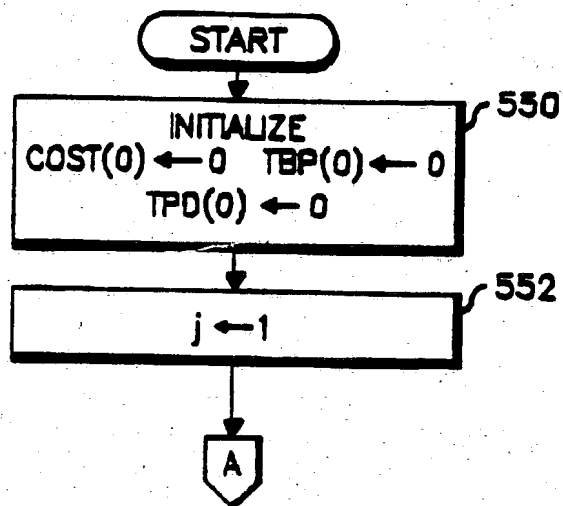 START
550
INITIALIZE
COST(0) ← 0 TBP(0) ← 0
TPD(0) ← 0
552
j ← 1
A